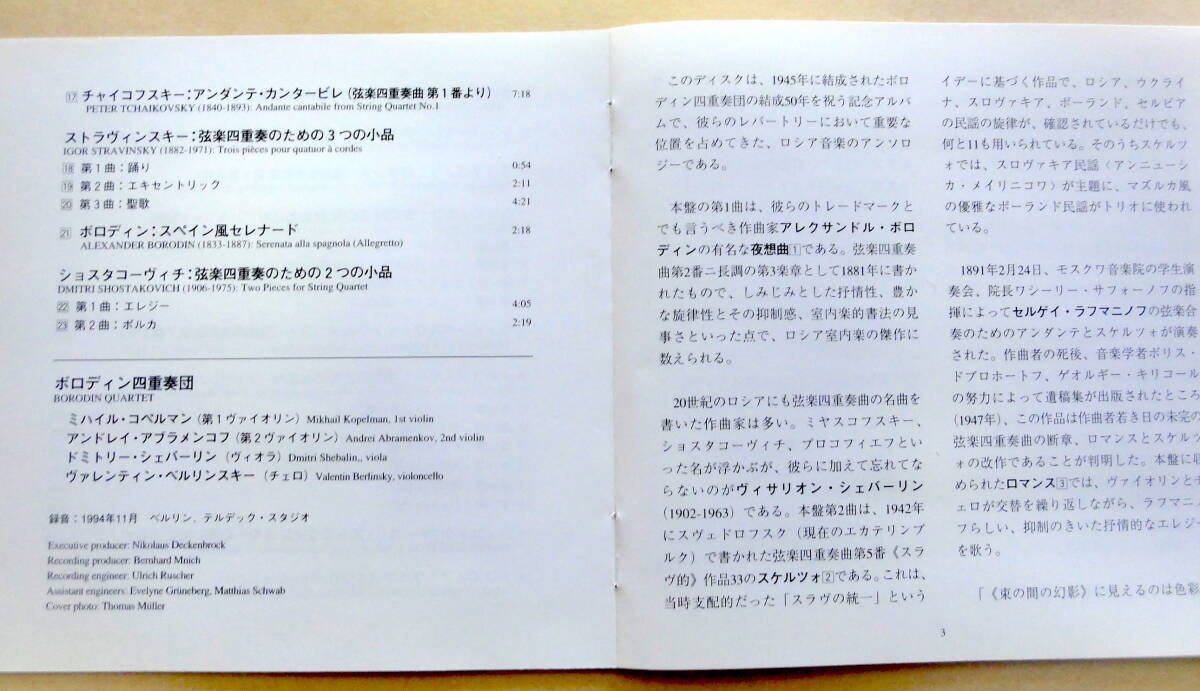 ⑰ チャイコフスキー：アンダンテ・カンタービレ（弦楽四重奏曲 第1番より） 7:18
PETER TCHAIKOVSKY (1840-1893): Andante cantabile from String Quartet No.1
ストラヴィンスキー：弦楽四重奏のための3つの小品
IGOR STRAVINSKY (1882-1971): Trois pièces pour quatuor à cordes
⑱ 第1曲：踊り 0:54
⑲ 第2曲：エキセントリック 2:11
⑳ 第3曲：聖歌 4:21
㉑ ボロディン：スペイン風セレナード 2:18
ALEXANDER BORODIN (1833-1887): Serenata alla spagnola (Allegretto)
ショスタコーヴィチ：弦楽四重奏のための2つの小品
DMITRI SHOSTAKOVICH (1906-1975): Two Pieces for String Quartet
㉒ 第1曲：エレジー 4:05
㉓ 第2曲：ポルカ 2:19
ボロディン四重奏団
BORODIN QUARTET
ミハイル・コペルマン（第1ヴァイオリン）Mikhail Kopelman, 1st violin
アンドレイ・アブラメンコフ（第2ヴァイオリン）Andrei Abramenkov, 2nd violin
ドミトリー・シェバーリン（ヴィオラ）Dmitri Shebalin,, viola
ヴァレンティン・ベルリンスキー（チェロ）Valentin Berlinsky, violoncello
録音：1994年11月 ベルリン，テルデック・スタジオ
Executive producer: Nikolaus Deckenbrock
Recording producer: Bernhard Mnich
Recording engineer: Ulrich Ruscher
Assistant engineers: Evelyne Grüneberg, Matthias Schwab
Cover photo: Thomas Müller
このディスクは、1945年に結成されたボロ
ディン四重奏団の結成50年を祝う記念アルバ
ムで、彼らのレパートリーにおいて重要な
位置を占めてきた、ロシア音楽のアンソロ
ジーである。
本盤の第1曲は、彼らのトレードマークと
でも言うべき作曲家アレクサンドル・ボロ
ディンの有名な夜想曲1である。弦楽四重奏
曲第2番ニ長調の第3楽章として1881年に書か
れたもので、しみじみとした抒情性、豊か
な旋律性とその抑制感、室内楽的書法の見
事さといった点で、ロシア室内楽の傑作に
数えられる。
20世紀のロシアにも弦楽四重奏曲の名曲を
書いた作曲家は多い。ミヤスコフスキー、
ショスタコーヴィチ、プロコフィエフとい
った名が浮かぶが、彼らに加えて忘れてな
らないのがヴィサリオン・シェバーリン
(1902-1963) である。本盤第2曲は、1942年
にスヴェドロフスク（現在のエカテリンブ
ルク）で書かれた弦楽四重奏曲第5番《スラ
ヴ的》作品33のスケルツォ2である。これは、
当時支配的だった「スラヴの統一」という
イデーに基づく作品で、ロシア、ウクライ
ナ、スロヴァキア、ポーランド、セルビア
の民謡の旋律が、確認されているだけでも、
何と11も用いられている。そのうちスケルツ
ォでは、スロヴァキア民謡〈アンニューシ
カ・メイリニコワ〉が主題に、マズルカ風
の優雅なポーランド民謡がトリオに使われ
ている。
1891年2月24日、モスクワ音楽院の学生演
奏会、院長ワシーリー・サフォーノフの指
揮によってセルゲイ・ラフマニノフの弦楽合
奏のためのアンダンテとスケルツォが演奏
された。作曲者の死後、音楽学者ボリス・
ドブロホートフ、ゲオルギー・キリコール
の努力によって遺稿集が出版されたところ
(1947年)、この作品は作曲者若き日の未完の
弦楽四重奏曲の断章、ロマンスとスケルツ
ォの改作であることが判明した。本盤に収
められたロマンス3では、ヴァイオリンとチ
ェロが交替を繰り返しながら、ラフマニノ
フらしい、抑制のきいた抒情的なエレジー
を歌う。
「《束の間の幻影》に見えるのは色彩
3